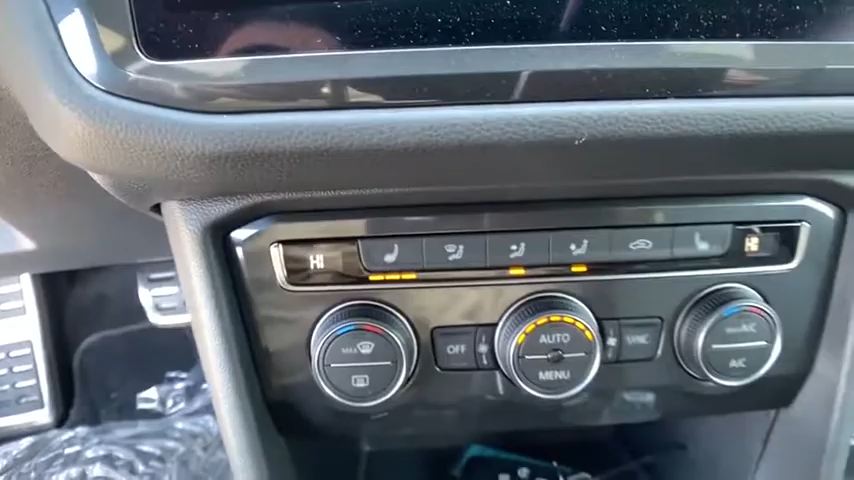 HI
HI
MAX
OFF
AUTO
MENU
SYNC
A/C